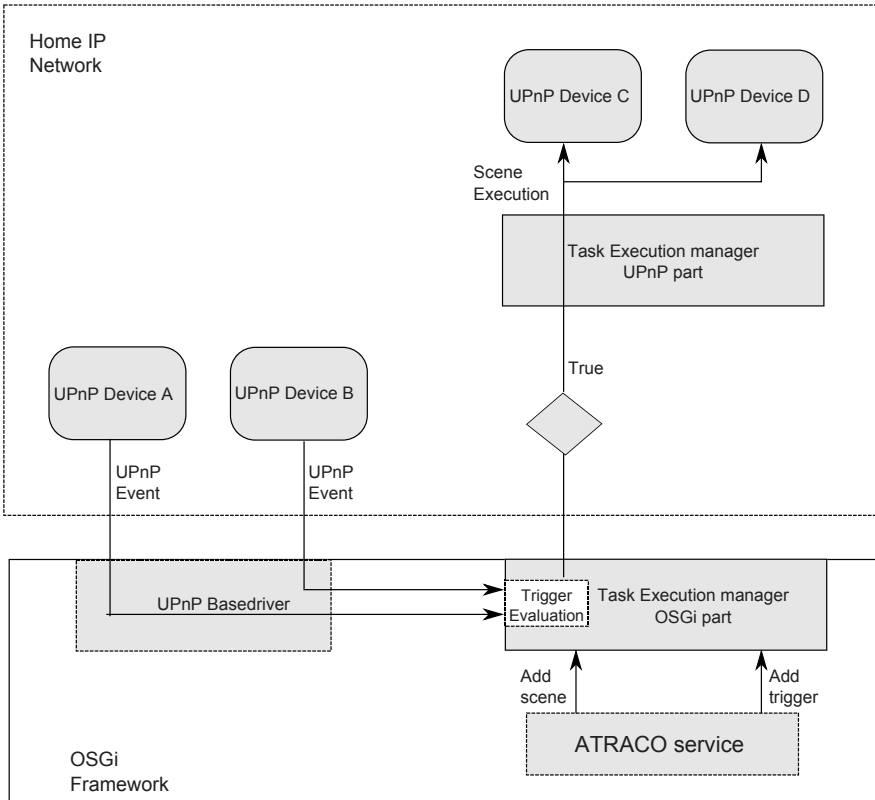 Home IP
Network
UPnP Device C
UPnP Device D
Scene
Execution
Task Execution manager
UPnP part
True
UPnP Device A
UPnP Device B
UPnP
Event
UPnP
Event
UPnP Basedriver
Trigger
Evaluation
Task Execution manager
OSGi part
Add
scene
Add
trigger
ATRACO service
OSGi
Framework